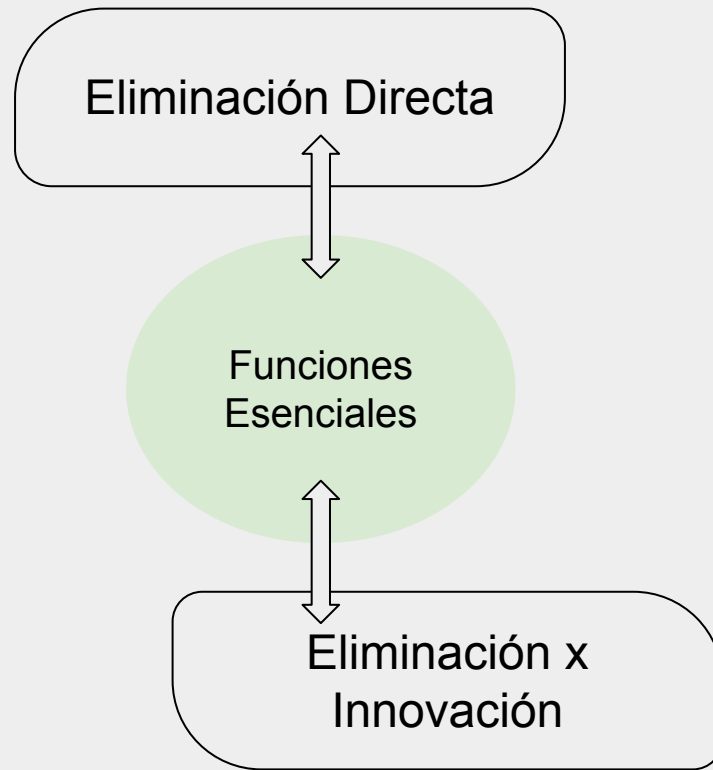 Eliminación Directa
Funciones
Esenciales
Eliminación x
Innovación